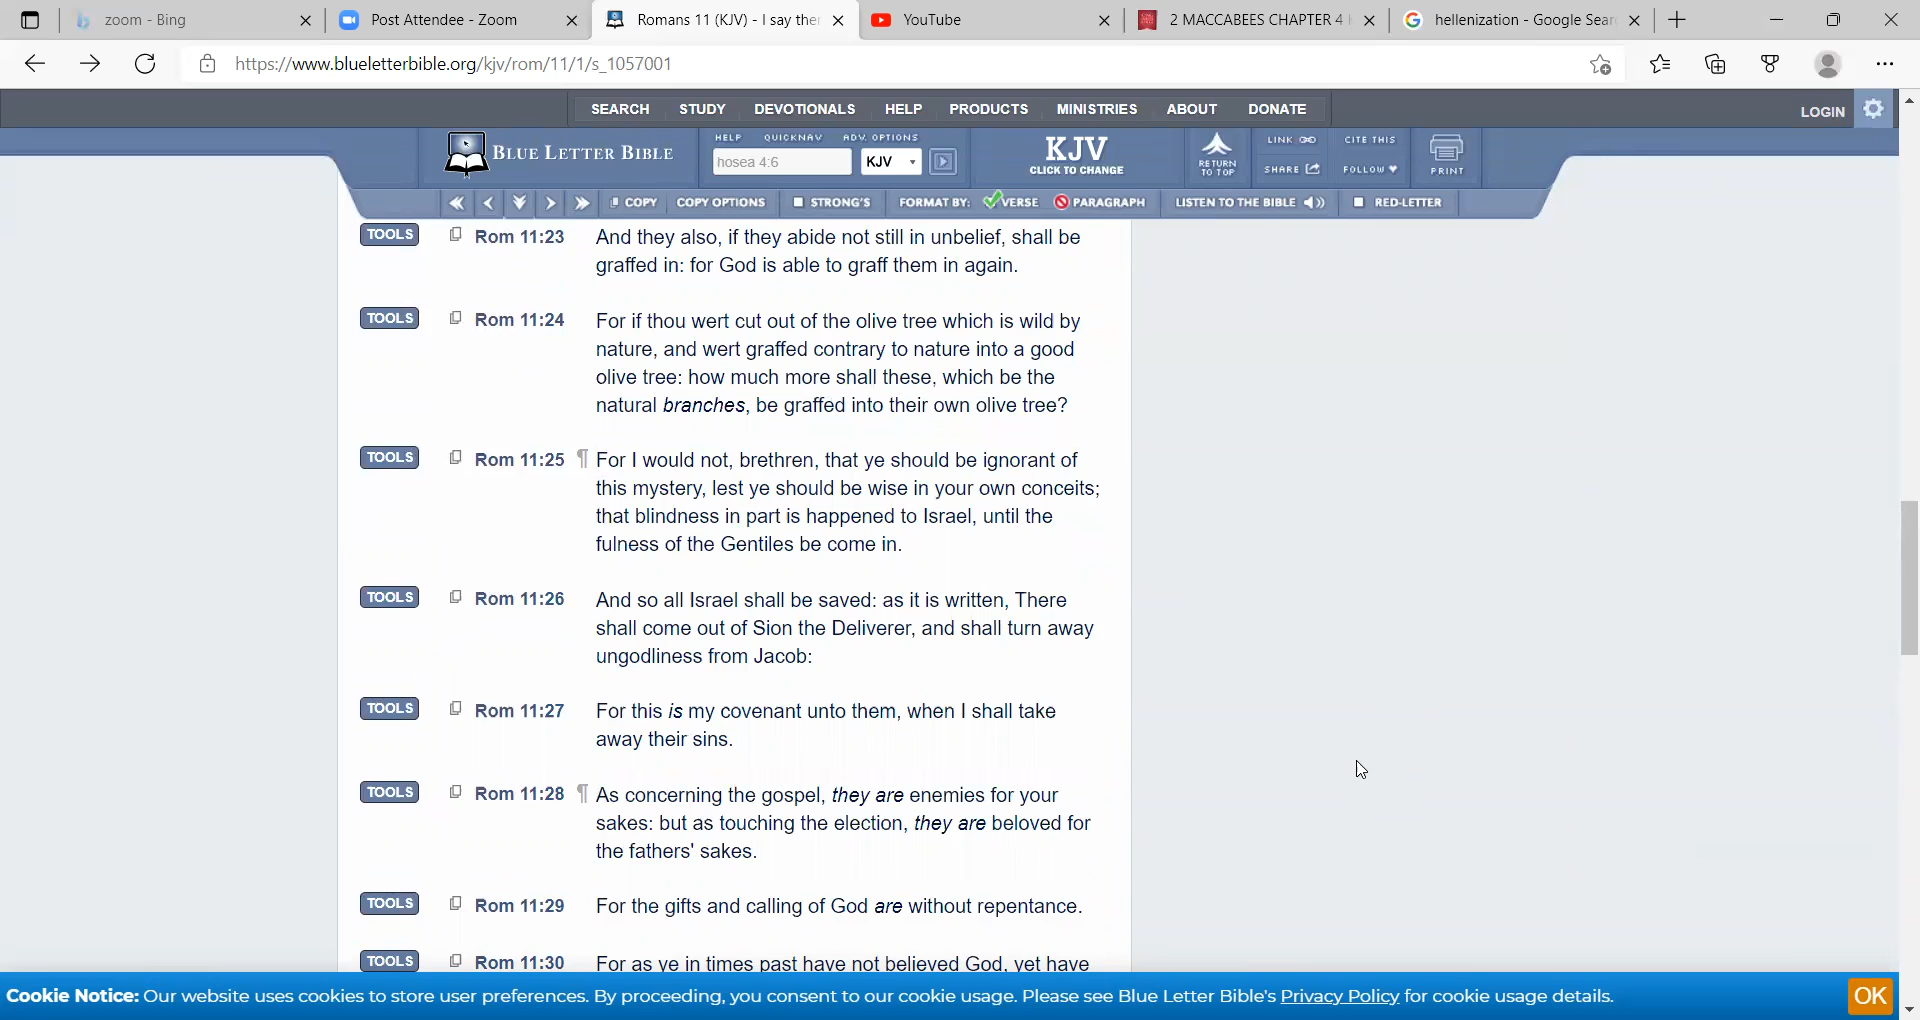 zoom - Bing
Post Attendee - Zoom
Romans 11 (KJV) - I say the
YouTube
2 MACCABEES CHAPTER 4
hellenization - Google Sear
https://www.blueletterbible.org/kjv/rom/11/1/s_1057001
SEARCH STUDY DEVOTIONALS HELP PRODUCTS MINISTRIES ABOUT DONATE
LOGIN
BLUE LETTER BIBLE
HELP QUICKNAV ADV. OPTIONS
hosea 4:6 KJV
KJV
CLICK TO CHANGE
RETURN
TO TOP
LINK CITE THIS
SHARE FOLLOW
PRINT
COPY COPY OPTIONS STRONG'S FORMAT BY: VERSE PARAGRAPH LISTEN TO THE BIBLE RED-LETTER
TOOLS Rom 11:23 And they also, if they abide not still in unbelief, shall be
graffed in: for God is able to graff them in again.
TOOLS Rom 11:24 For if thou wert cut out of the olive tree which is wild by
nature, and wert graffed contrary to nature into a good
olive tree: how much more shall these, which be the
natural branches, be graffed into their own olive tree?
TOOLS Rom 11:25 ¶ For I would not, brethren, that ye should be ignorant of
this mystery, lest ye should be wise in your own conceits;
that blindness in part is happened to Israel, until the
fulness of the Gentiles be come in.
TOOLS Rom 11:26 And so all Israel shall be saved: as it is written, There
shall come out of Sion the Deliverer, and shall turn away
ungodliness from Jacob:
TOOLS Rom 11:27 For this is my covenant unto them, when I shall take
away their sins.
TOOLS Rom 11:28 ¶ As concerning the gospel, they are enemies for your
sakes: but as touching the election, they are beloved for
the fathers' sakes.
TOOLS Rom 11:29 For the gifts and calling of God are without repentance.
TOOLS Rom 11:30 For as ye in times past have not believed God, yet have
Cookie Notice: Our website uses cookies to store user preferences. By proceeding, you consent to our cookie usage. Please see Blue Letter Bible's Privacy Policy for cookie usage details.
OK